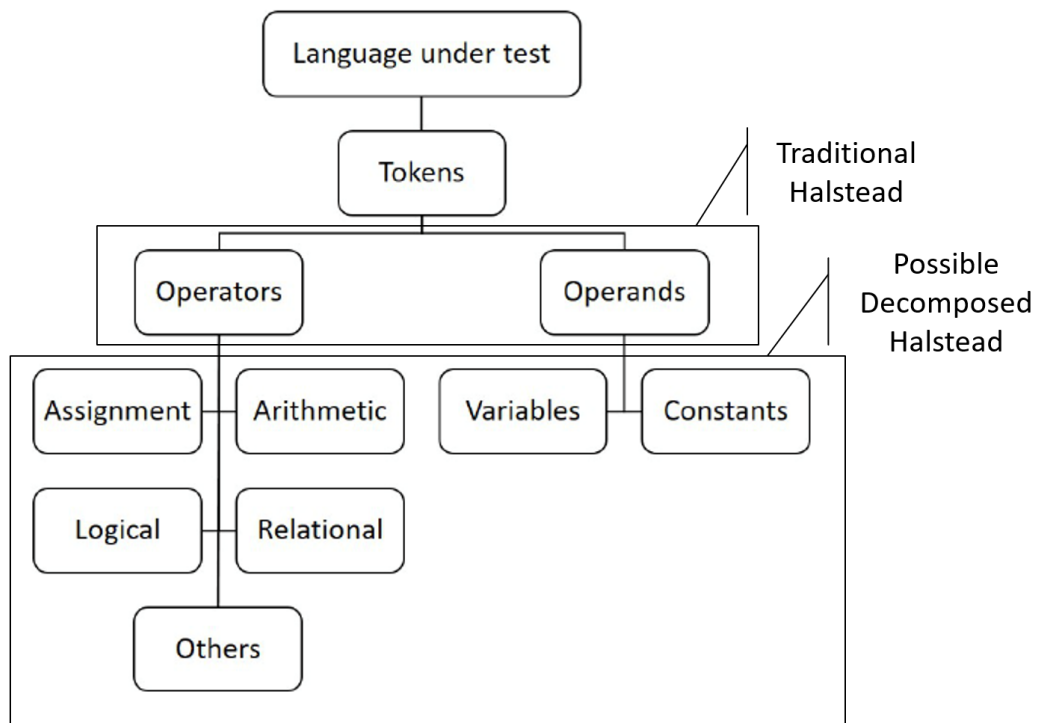 Language under test
Tokens
Traditional
Halstead
Operators
Operands
Possible
Decomposed
Halstead
Assignment
Arithmetic
Variables
Constants
Logical
Relational
Others